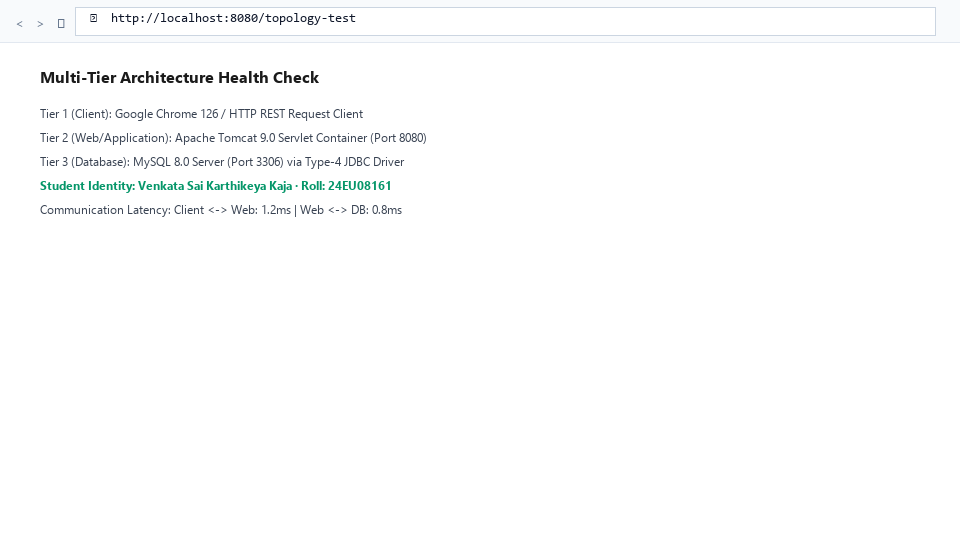 < > http://localhost:8080/topology-test
Multi-Tier Architecture Health Check
Tier 1 (Client): Google Chrome 126 / HTTP REST Request Client
Tier 2 (Web/Application): Apache Tomcat 9.0 Servlet Container (Port 8080)
Tier 3 (Database): MySQL 8.0 Server (Port 3306) via Type-4 JDBC Driver
Student Identity: Venkata Sai Karthikeya Kaja · Roll: 24EU08161
Communication Latency: Client <-> Web: 1.2ms | Web <-> DB: 0.8ms